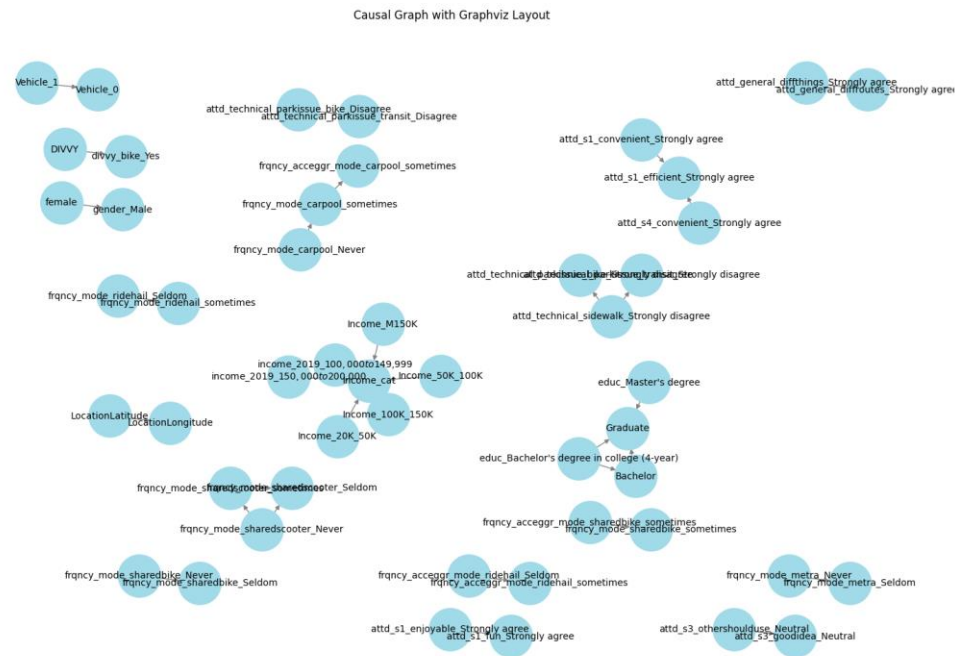 Causal Graph with Graphviz Layout
Vehicle_1
Vehicle_0
attd_general_diffthings_Strongly agree
attd_general_diffroutes_Strongly agree
attd_technical_parkissue_bike_Disagree
attd_technical_parkissue_transit_Disagree
attd_s1_convenient_Strongly agree
DIVVY
divvy_bike_Yes
frqncy_acceggr_mode_carpool_sometimes
attd_s1_efficient_Strongly agree
female
gender_Male
frqncy_mode_carpool_sometimes
attd_s4_convenient_Strongly agree
frqncy_mode_carpool_Never
frqncy_mode_ridehail_Seldom
frqncy_mode_ridehail_sometimes
attd_technical_sidewalk_Strongly disagree
Income_M150K
income_2019_100,000to149,999
income_2019_150,000to200,000
Income_cat
Income_50K_100K
educ_Master's degree
LocationLatitude
LocationLongitude
Income_100K_150K
Income_20K_50K
Graduate
educ_Bachelor's degree in college (4-year)
Bachelor
frqncy_mode_sharedscooter_sometimes
frqncy_mode_sharedscooter_Seldom
frqncy_mode_sharedscooter_Never
frqncy_acceggr_mode_sharedbike_sometimes
frqncy_mode_sharedbike_sometimes
frqncy_mode_sharedbike_Never
frqncy_mode_sharedbike_Seldom
frqncy_acceggr_mode_ridehail_Seldom
frqncy_acceggr_mode_ridehail_sometimes
frqncy_mode_metra_Never
frqncy_mode_metra_Seldom
attd_s1_enjoyable_Strongly agree
attd_s1_fun_Strongly agree
attd_s3_othershoulduse_Neutral
attd_s3_goodidea_Neutral